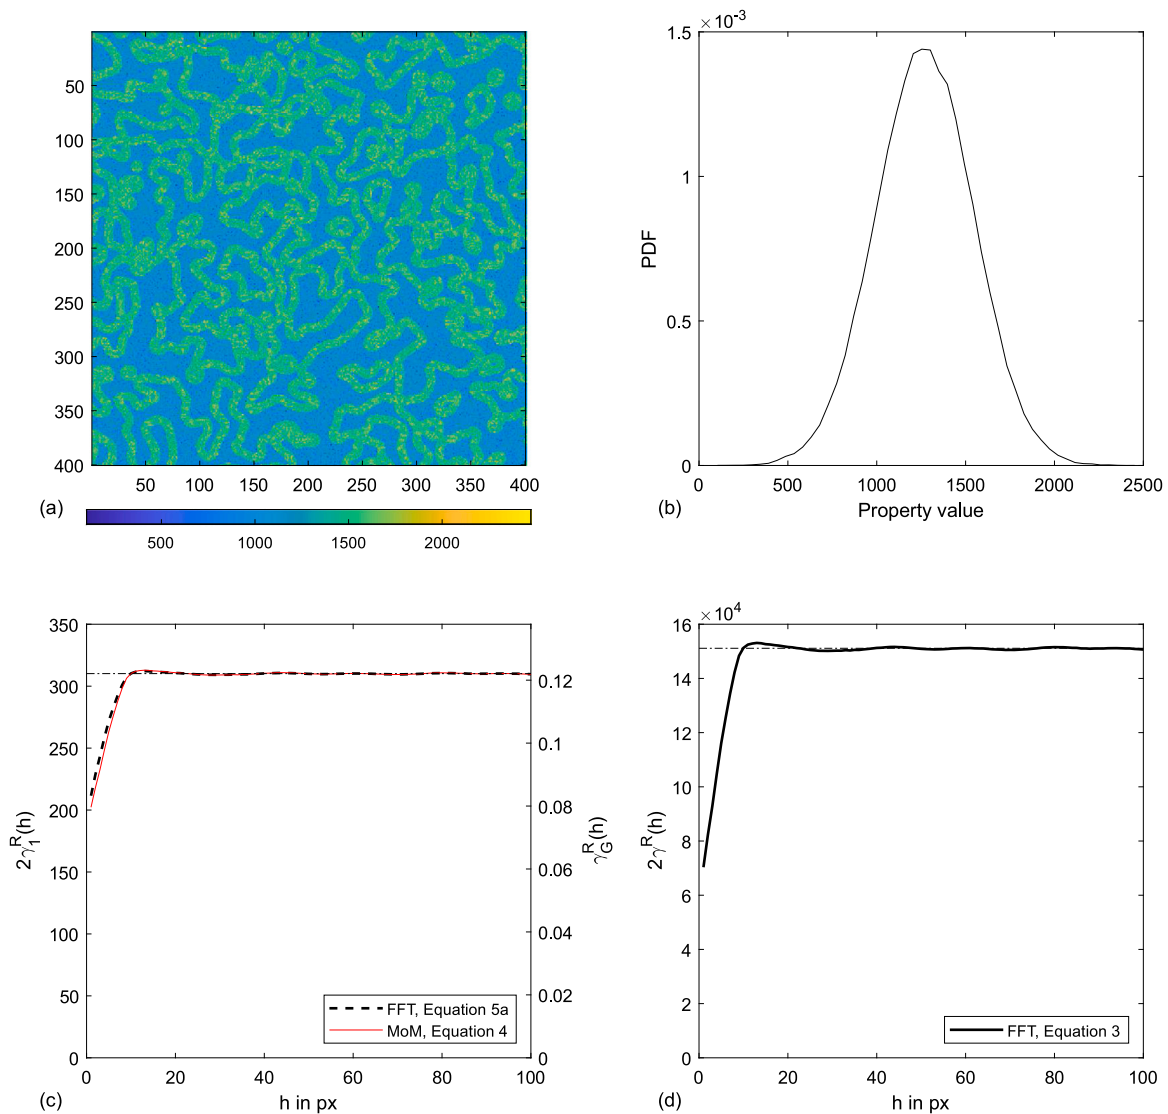 50
100
150
200
250
300
350
400
50 100 150 200 250 300 350 400
(a)
500 1000 1500 2000
×10-3
1.5
1
0.5
0
PDF
0 500 1000 1500 2000 2500
Property value
(b)
350
300
250
200
150
100
50
0
2γ1R(h)
0.12
0.1
0.08
0.06
0.04
0.02
0
γGR(h)
FFT, Equation 5a
MoM, Equation 4
0 20 40 60 80 100
h in px
(c)
×104
16
14
12
10
8
6
4
2
0
2γR(h)
FFT, Equation 3
0 20 40 60 80 100
h in px
(d)